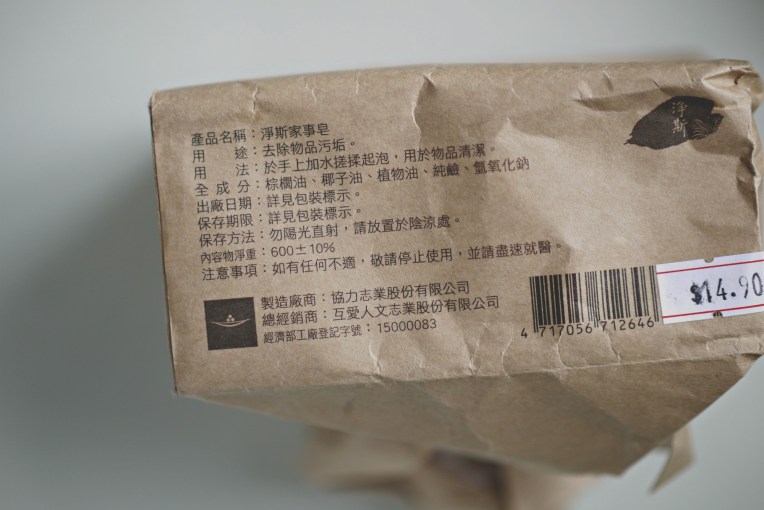 淨斯
產品名稱：淨斯家事皂
用　　途：去除物品污垢。
用　　法：於手上加水搓揉起泡，用於物品清潔。
全 成 分：棕櫚油、椰子油、植物油、純鹼、氫氧化鈉
出廠日期：詳見包裝標示。
保存期限：詳見包裝標示。
保存方法：勿陽光直射，請放置於陰涼處。
內容物淨重：600±10%
注意事項：如有任何不適，敬請停止使用，並請盡速就醫。
製造廠商：協力志業股份有限公司
總經銷商：互愛人文志業股份有限公司
經濟部工廠登記字號：15000083
4 717056 712646
$14.90